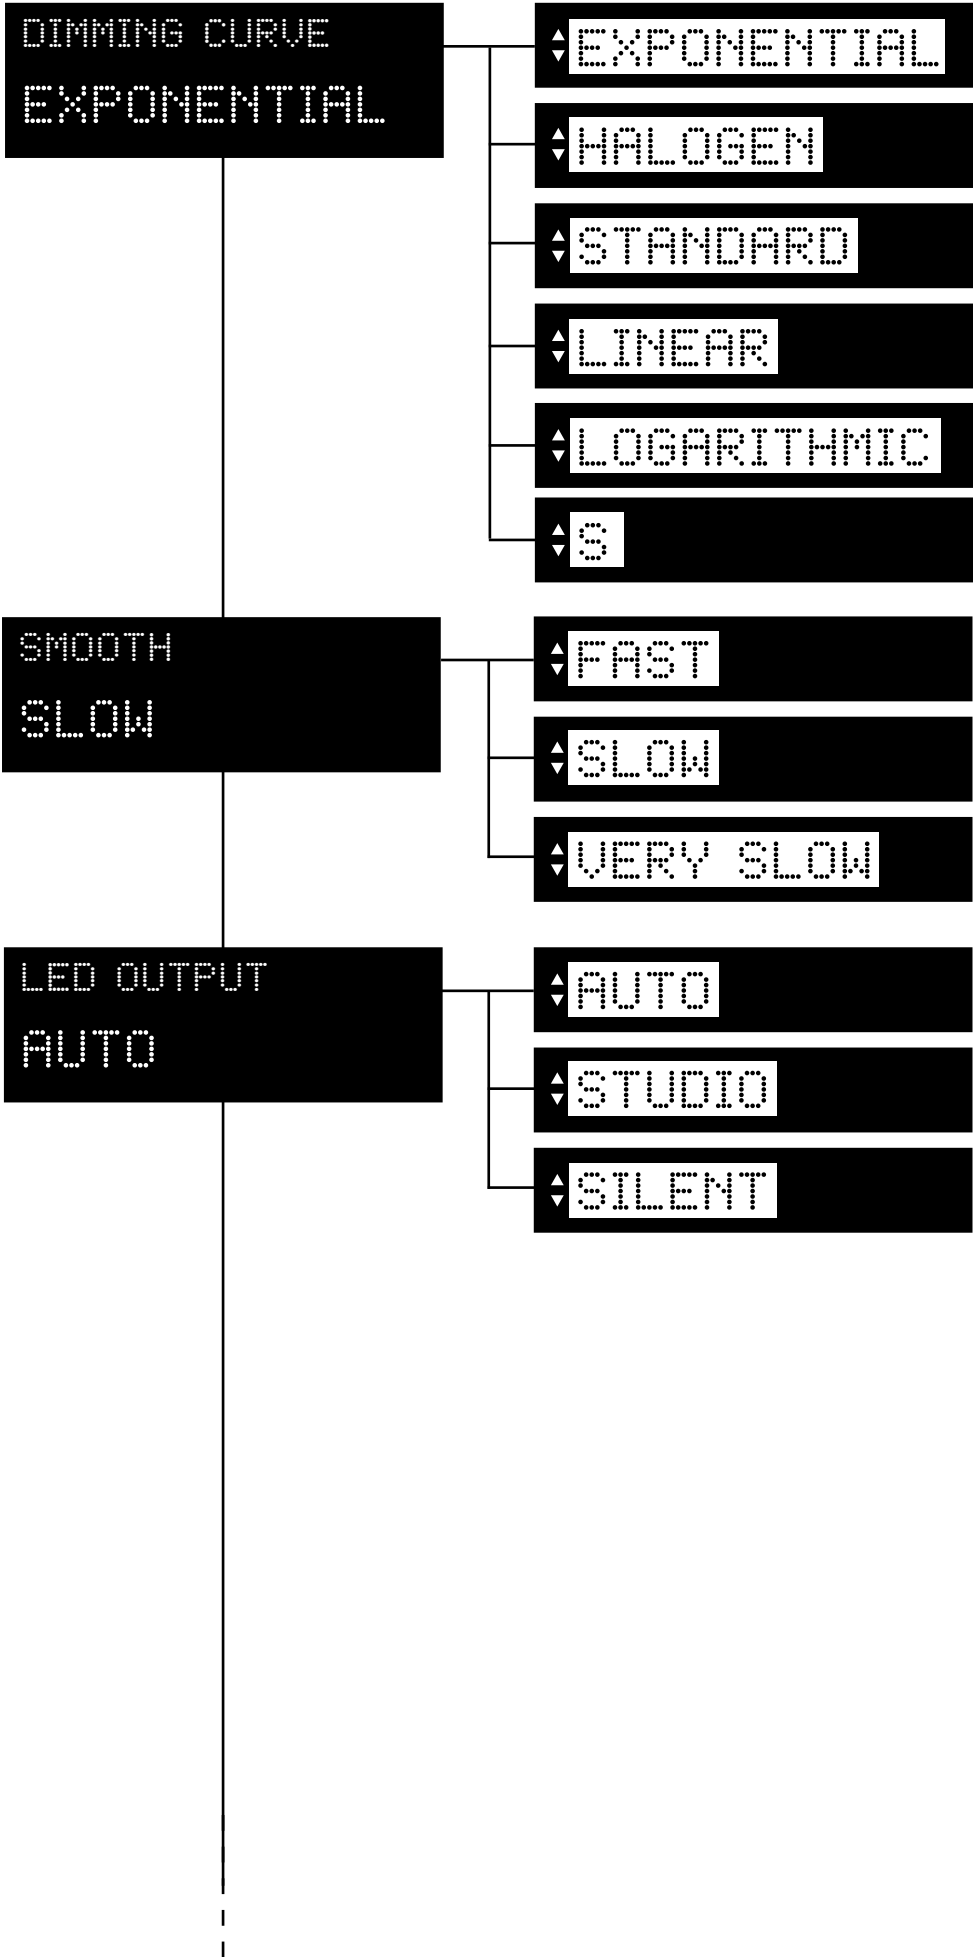 DIMMING CURVE
EXPONENTIAL
EXPONENTIAL
HALOGEN
STANDARD
LINEAR
LOGARITHMIC
S
SMOOTH
SLOW
FAST
SLOW
VERY SLOW
LED OUTPUT
AUTO
AUTO
STUDIO
SILENT